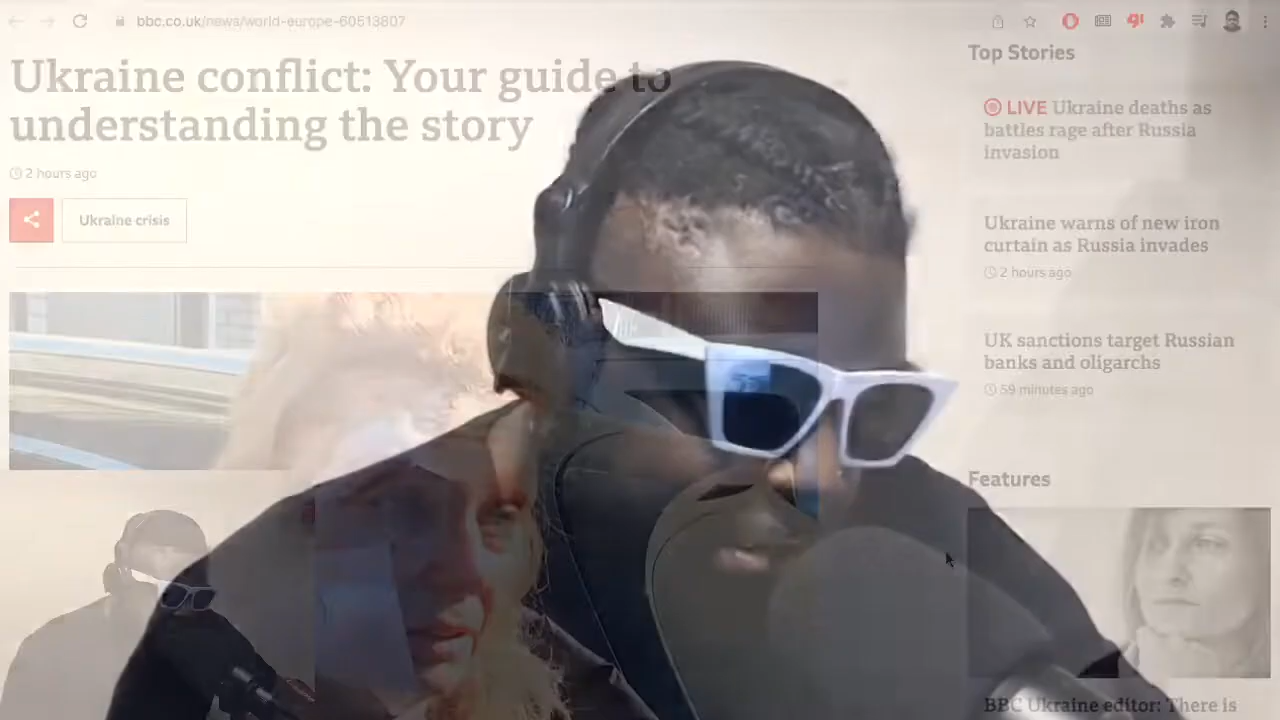 bbc.co.uk/news/world-europe-60513807
Ukraine conflict: Your guide to
understanding the story
2 hours ago
Ukraine crisis
Top Stories
LIVE Ukraine deaths as
battles rage after Russia
invasion
Ukraine warns of new iron
curtain as Russia invades
2 hours ago
UK sanctions target Russian
banks and oligarchs
59 minutes ago
Features
BBC Ukraine editor: There is